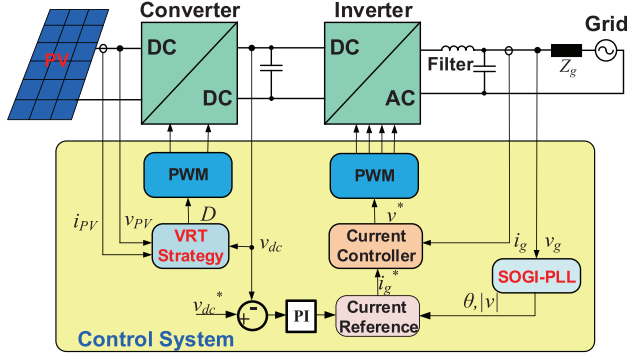 Converter
Inverter
Grid
PV
DC
DC
DC
AC
Filter
Z_g
PWM
PWM
i_PV
v_PV
D
v*
VRT
Strategy
v_dc
Current
Controller
i_g
v_g
SOGI-PLL
i_g*
v_dc*
+
-
PI
Current
Reference
θ,|v|
Control System